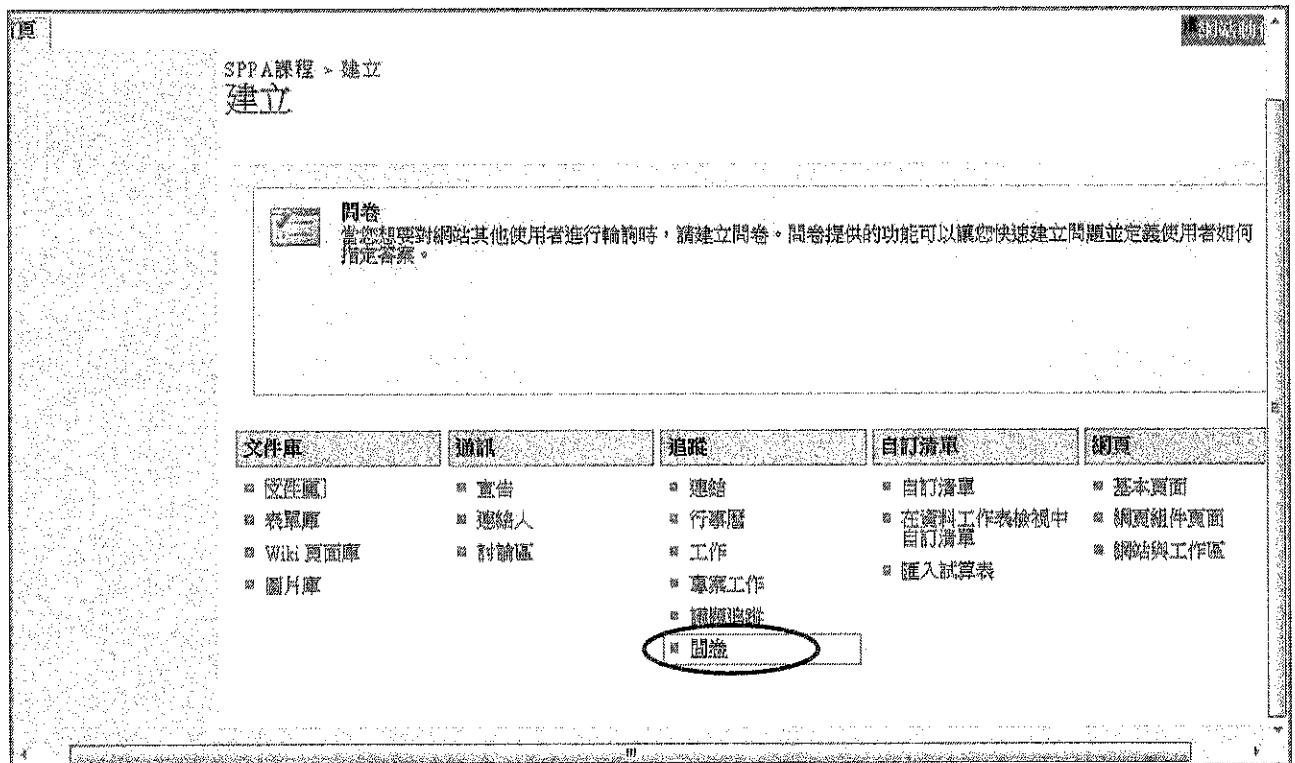 頁
SPPA課程 > 建立
建立
問卷
當您想要對網站其他使用者進行輪詢時，請建立問卷。問卷提供的功能可以讓您快速建立問題並定義使用者如何
指定答案。
文件庫
文件庫
表單庫
Wiki 頁面庫
圖片庫
通訊
宣告
連絡人
討論區
追蹤
連結
行事曆
工作
專案工作
議題追蹤
問卷
自訂清單
自訂清單
在資料工作表檢視中
自訂清單
匯入試算表
網頁
基本頁面
網頁組件頁面
網站與工作區